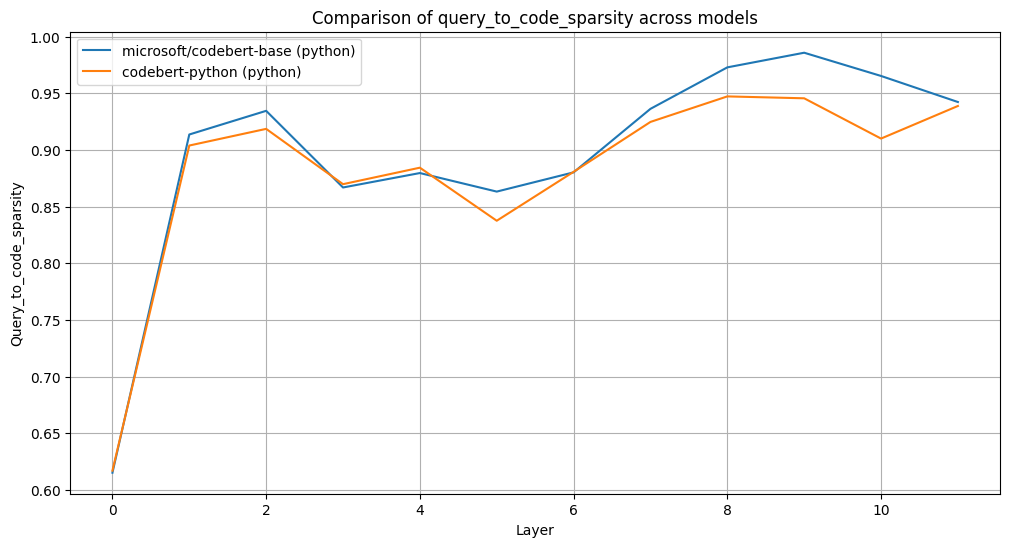 Comparison of query_to_code_sparsity across models
microsoft/codebert-base (python)
codebert-python (python)
Query_to_code_sparsity
1.00
0.95
0.90
0.85
0.80
0.75
0.70
0.65
0.60
0 2 4 6 8 10
Layer